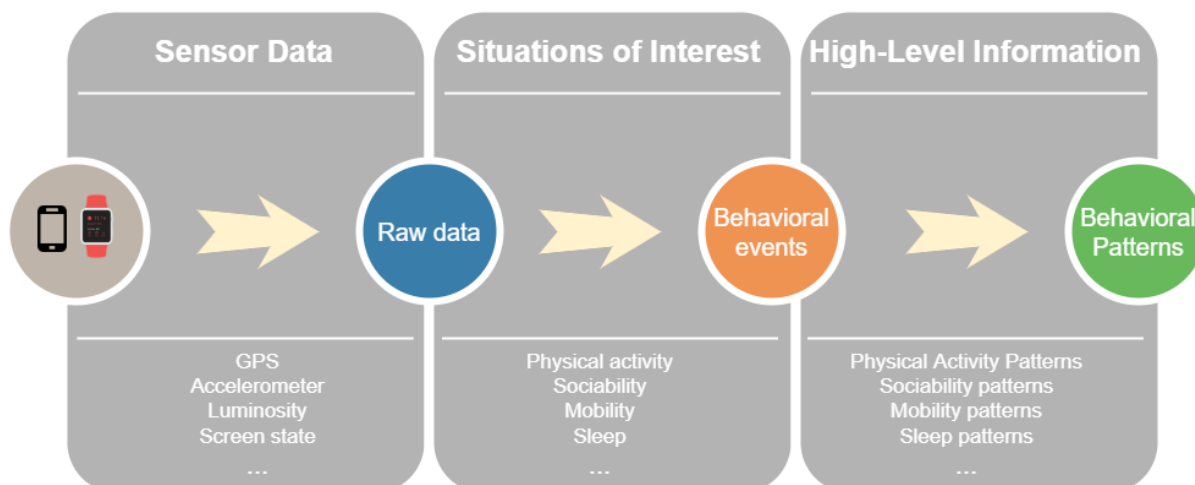 Sensor Data
Situations of Interest
High-Level Information
Raw data
Behavioral
events
Behavioral
Patterns
GPS
Accelerometer
Luminosity
Screen state
...
Physical activity
Sociability
Mobility
Sleep
...
Physical Activity Patterns
Sociability patterns
Mobility patterns
Sleep patterns
...